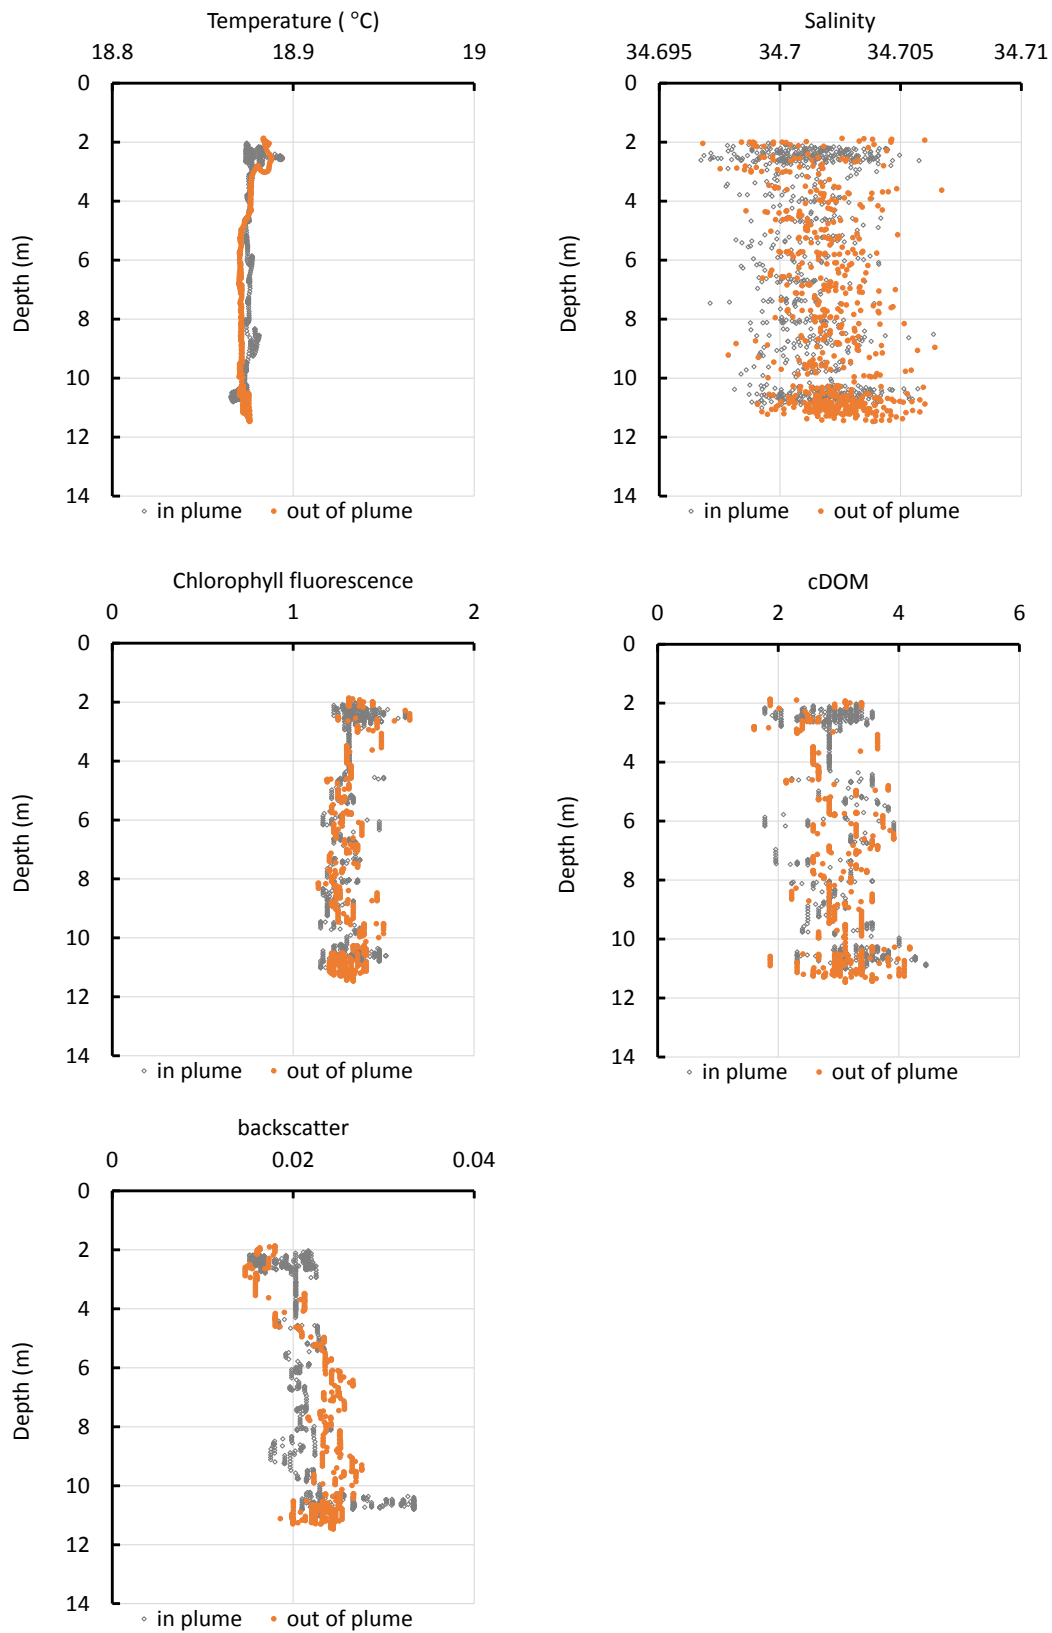 Temperature ( °C)
18.8 18.9 19
0
2
4
6
8
10
12
14
Depth (m)
in plume out of plume
Salinity
34.695 34.7 34.705 34.71
0
2
4
6
8
10
12
14
Depth (m)
in plume out of plume
Chlorophyll fluorescence
0 1 2
0
2
4
6
8
10
12
14
Depth (m)
in plume out of plume
cDOM
0 2 4 6
0
2
4
6
8
10
12
14
Depth (m)
in plume out of plume
backscatter
0 0.02 0.04
0
2
4
6
8
10
12
14
Depth (m)
in plume out of plume